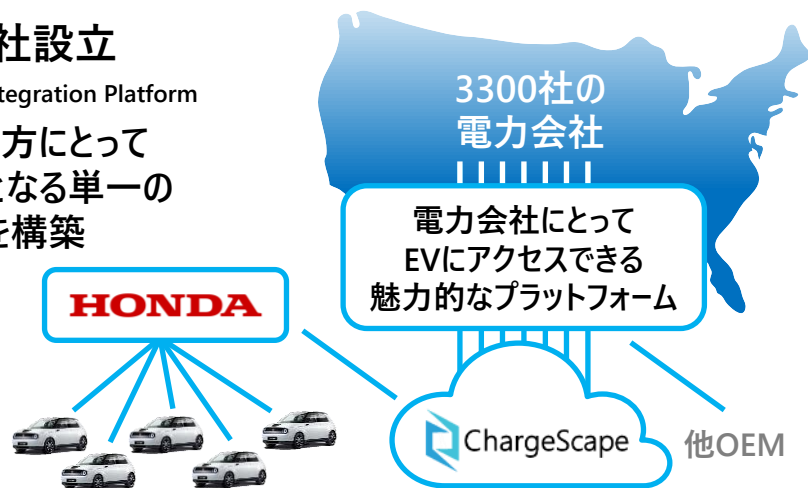 社設立
tegration Platform
方にとって
となる単一の
を構築
3300社の
電力会社
電力会社にとって
EVにアクセスできる
魅力的なプラットフォーム
HONDA
ChargeScape
他OEM